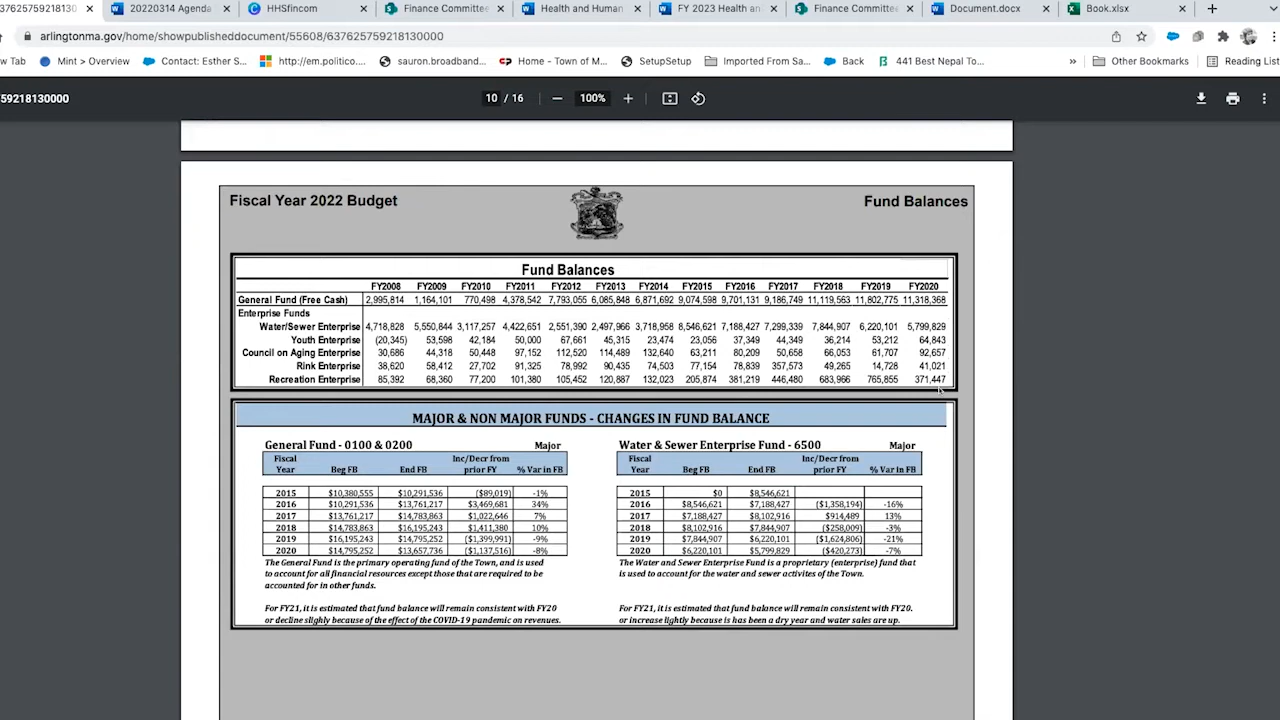 37625759218130
20220314 Agenda
HHSfincom
Finance Committee
Health and Human
FY 2023 Health an
Finance Committee
Document.docx
Book.xlsx
arlingtonma.gov/home/showpublisheddocument/55608/637625759218130000
w Tab
Mint > Overview
Contact: Esther S...
http://em.politico....
sauron.broadband...
Home - Town of M...
SetupSetup
Imported From Sa...
Back
441 Best Nepal To...
»
Other Bookmarks
Reading List
59218130000
10 / 16
100%
Fiscal Year 2022 Budget
Fund Balances
Fund Balances
FY2008 FY2009 FY2010 FY2011 FY2012 FY2013 FY2014 FY2015 FY2016 FY2017 FY2018 FY2019 FY2020
General Fund (Free Cash) 2,995,814 1,164,101 770,498 4,378,542 7,793,055 6,085,848 6,871,692 9,074,598 9,701,131 9,186,749 11,119,563 11,802,775 11,318,368
Enterprise Funds
Water/Sewer Enterprise 4,718,828 5,550,844 3,117,257 4,422,651 2,551,390 2,497,966 3,718,958 8,546,621 7,188,427 7,299,339 7,844,907 6,220,101 5,799,829
Youth Enterprise (20,345) 53,598 42,184 50,000 67,661 45,315 23,474 23,056 37,349 44,349 36,214 53,212 64,843
Council on Aging Enterprise 30,686 44,318 50,448 97,152 112,520 114,489 132,640 63,211 80,209 50,658 66,053 61,707 92,657
Rink Enterprise 38,620 58,412 27,702 91,325 78,992 90,435 74,503 77,154 78,839 357,573 49,265 14,728 41,021
Recreation Enterprise 85,392 68,360 77,200 101,380 105,452 120,887 132,023 205,874 381,219 446,480 683,966 765,855 371,447
MAJOR & NON MAJOR FUNDS - CHANGES IN FUND BALANCE
General Fund - 0100 & 0200 Major
Fiscal Year Beg FB End FB Inc/Decr from prior FY % Var in FB
2015 $10,380,555 $10,291,536 ($89,019) -1%
2016 $10,291,536 $13,761,217 $3,469,681 34%
2017 $13,761,217 $14,783,863 $1,022,646 7%
2018 $14,783,863 $16,195,243 $1,411,380 10%
2019 $16,195,243 $14,795,252 ($1,399,991) -9%
2020 $14,795,252 $13,657,736 ($1,137,516) -8%
The General Fund is the primary operating fund of the Town, and is used
to account for all financial resources except those that are required to be
accounted for in other funds.
For FY21, it is estimated that fund balance will remain consistent with FY20
or decline slighly because of the effect of the COVID-19 pandemic on revenues.
Water & Sewer Enterprise Fund - 6500 Major
Fiscal Year Beg FB End FB Inc/Decr from prior FY % Var in FB
2015 $0 $8,546,621
2016 $8,546,621 $7,188,427 ($1,358,194) -16%
2017 $7,188,427 $8,102,916 $914,489 13%
2018 $8,102,916 $7,844,907 ($258,009) -3%
2019 $7,844,907 $6,220,101 ($1,624,806) -21%
2020 $6,220,101 $5,799,829 ($420,273) -7%
The Water and Sewer Enterprise Fund is a proprietary (enterprise) fund that
is used to account for the water and sewer activites of the Town.
For FY21, it is estimated that fund balance will remain consistent with FY20.
or increase lightly because is has been a dry year and water sales are up.